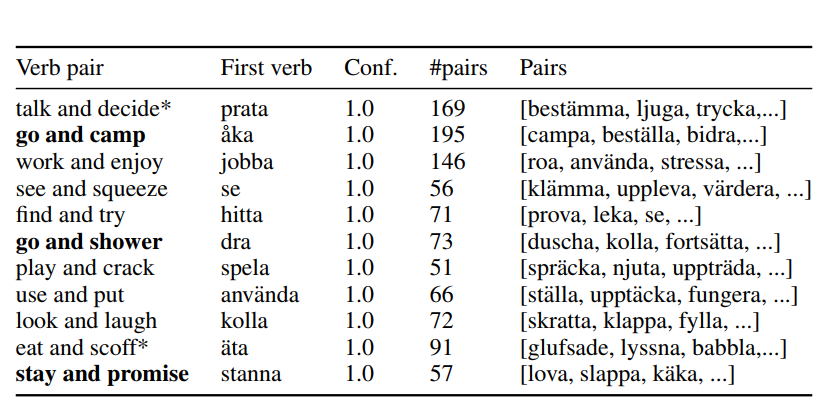 Verb pair First verb Conf. #pairs Pairs
talk and decide* prata 1.0 169 [bestämma, ljuga, trycka,...]
go and camp åka 1.0 195 [campa, beställa, bidra,...]
work and enjoy jobba 1.0 146 [roa, använda, stressa, ...]
see and squeeze se 1.0 56 [klämma, uppleva, värdera, ...]
find and try hitta 1.0 71 [prova, leka, se, ...]
go and shower dra 1.0 73 [duscha, kolla, fortsätta, ...]
play and crack spela 1.0 51 [spräcka, njuta, uppträda, ...]
use and put använda 1.0 66 [ställa, upptäcka, fungera, ...]
look and laugh kolla 1.0 72 [skratta, klappa, fylla, ...]
eat and scoff* äta 1.0 91 [glufsade, lyssna, babbla,...]
stay and promise stanna 1.0 57 [lova, slappa, käka, ...]